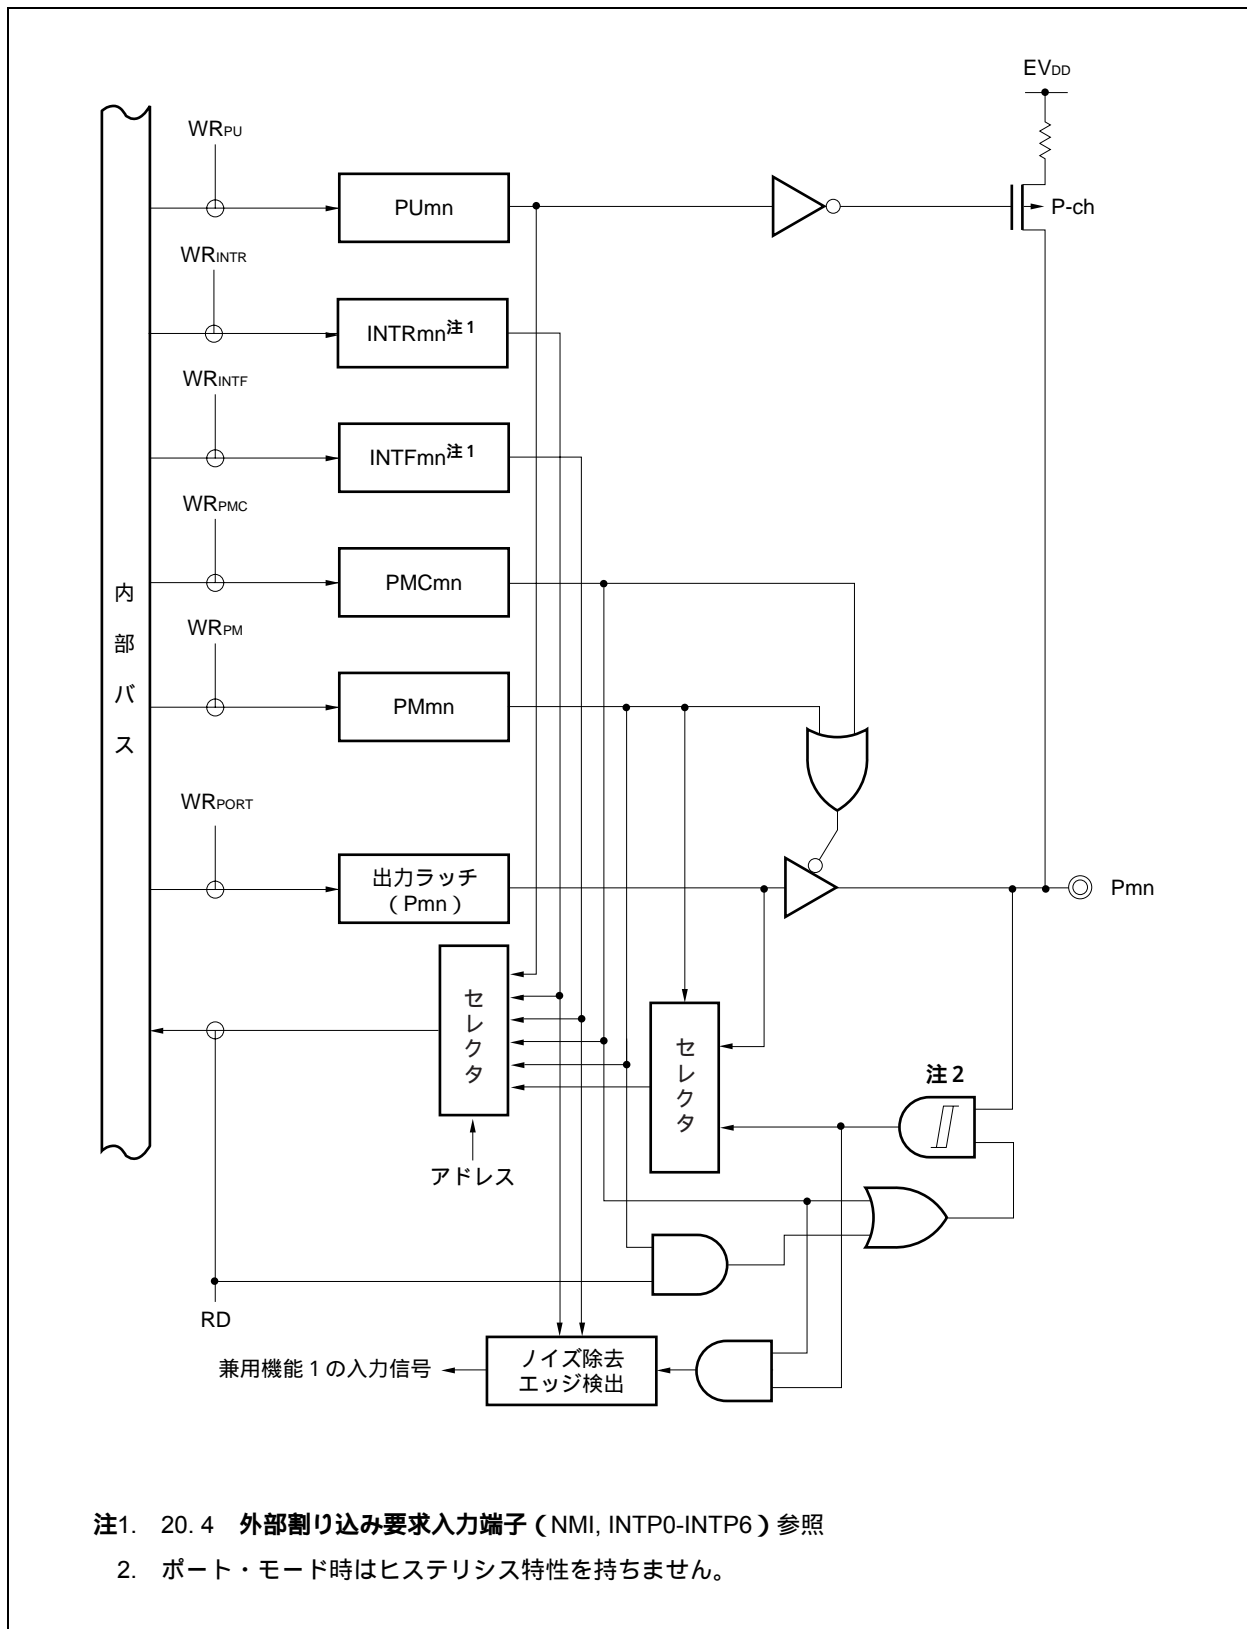 EVDD
WRPU
PUmn
P-ch
WRINTR
INTRmn注1
WRINTF
INTFmn注1
WRPMC
PMCmn
内部バス
WRPM
PMmn
WRPORT
出力ラッチ
(Pmn)
Pmn
セレクタ
セレクタ
注2
アドレス
RD
兼用機能1の入力信号
ノイズ除去
エッジ検出
注1. 20. 4 外部割り込み要求入力端子(NMI, INTP0-INTP6)参照
2. ポート・モード時はヒステリシス特性を持ちません。